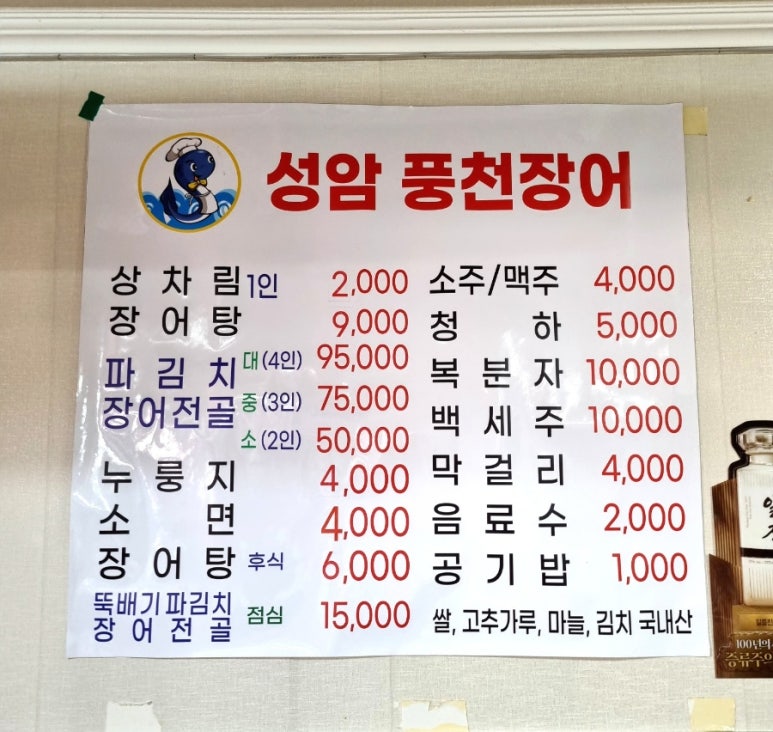 성암 풍천장어
상차림 1인 2,000
장어탕 9,000
파김치 장어전골 대 (4인) 95,000
중 (3인) 75,000
소 (2인) 50,000
누룽지 4,000
소면 4,000
장어탕 후식 6,000
뚝배기파김치 장어전골 점심 15,000
소주/맥주 4,000
청하 5,000
복분자 10,000
백세주 10,000
막걸리 4,000
음료수 2,000
공기밥 1,000
쌀, 고추가루, 마늘, 김치 국내산
100년의